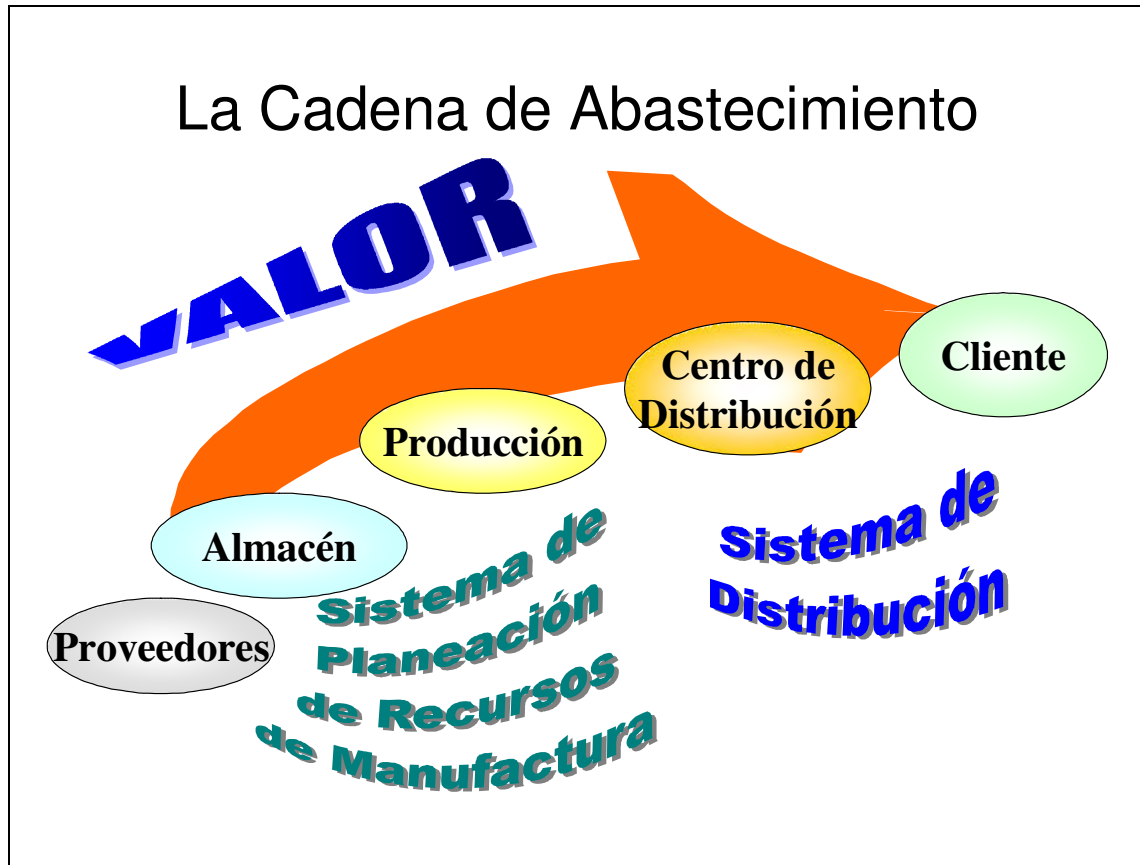 La Cadena de Abastecimiento
VALOR
Cliente
Centro de
Distribución
Producción
Almacén
Proveedores
Sistema de
Planeación
de Recursos
de Manufactura
Sistema de
Distribución